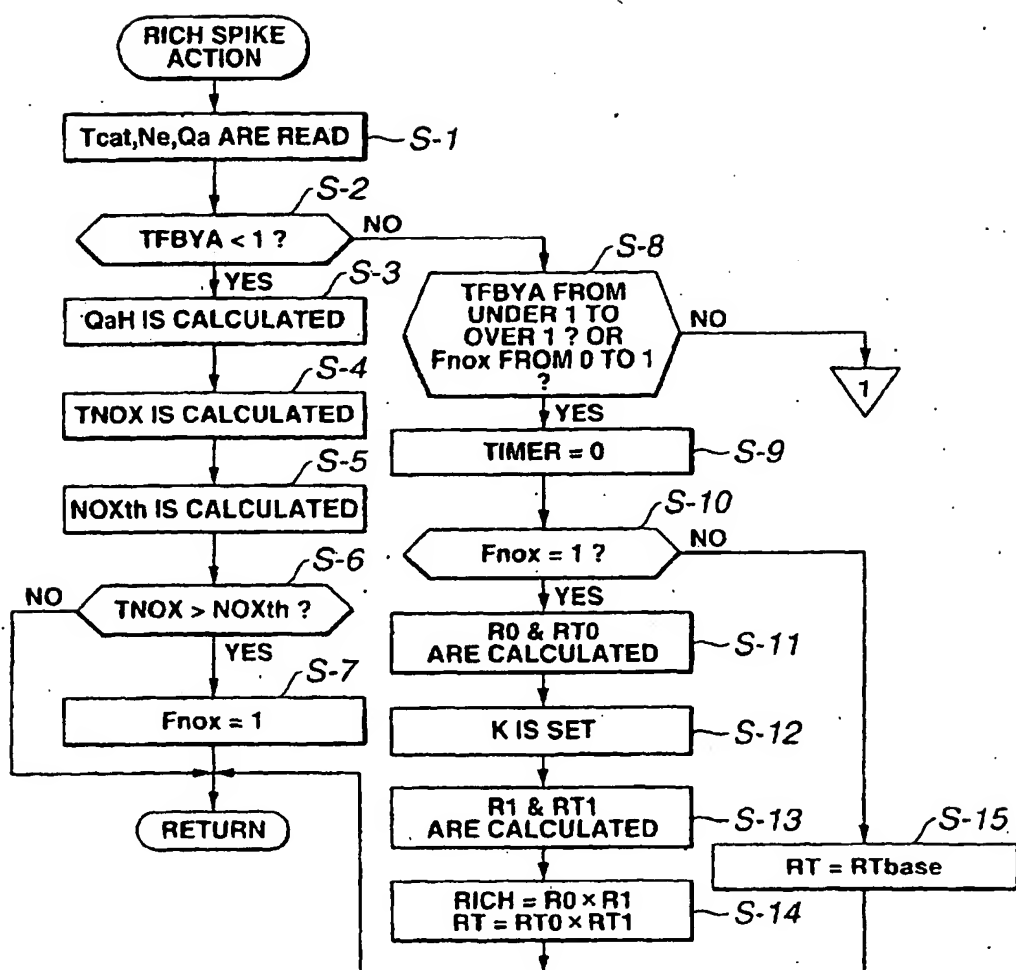 RICH SPIKE
ACTION
Tcat,Ne,Qa ARE READ
S-1
S-2
TFBYA < 1 ?
NO
YES
S-3
QaH IS CALCULATED
S-4
TNOX IS CALCULATED
S-5
NOXth IS CALCULATED
S-6
NO
TNOX > NOXth ?
YES
S-7
Fnox = 1
RETURN
S-8
TFBYA FROM
UNDER 1 TO
OVER 1 ? OR
Fnox FROM 0 TO 1
?
NO
1
YES
TIMER = 0
S-9
S-10
Fnox = 1 ?
NO
YES
R0 & RT0
ARE CALCULATED
S-11
K IS SET
S-12
R1 & RT1
ARE CALCULATED
S-13
RICH = R0 × R1
RT = RT0 × RT1
S-14
S-15
RT = RTbase